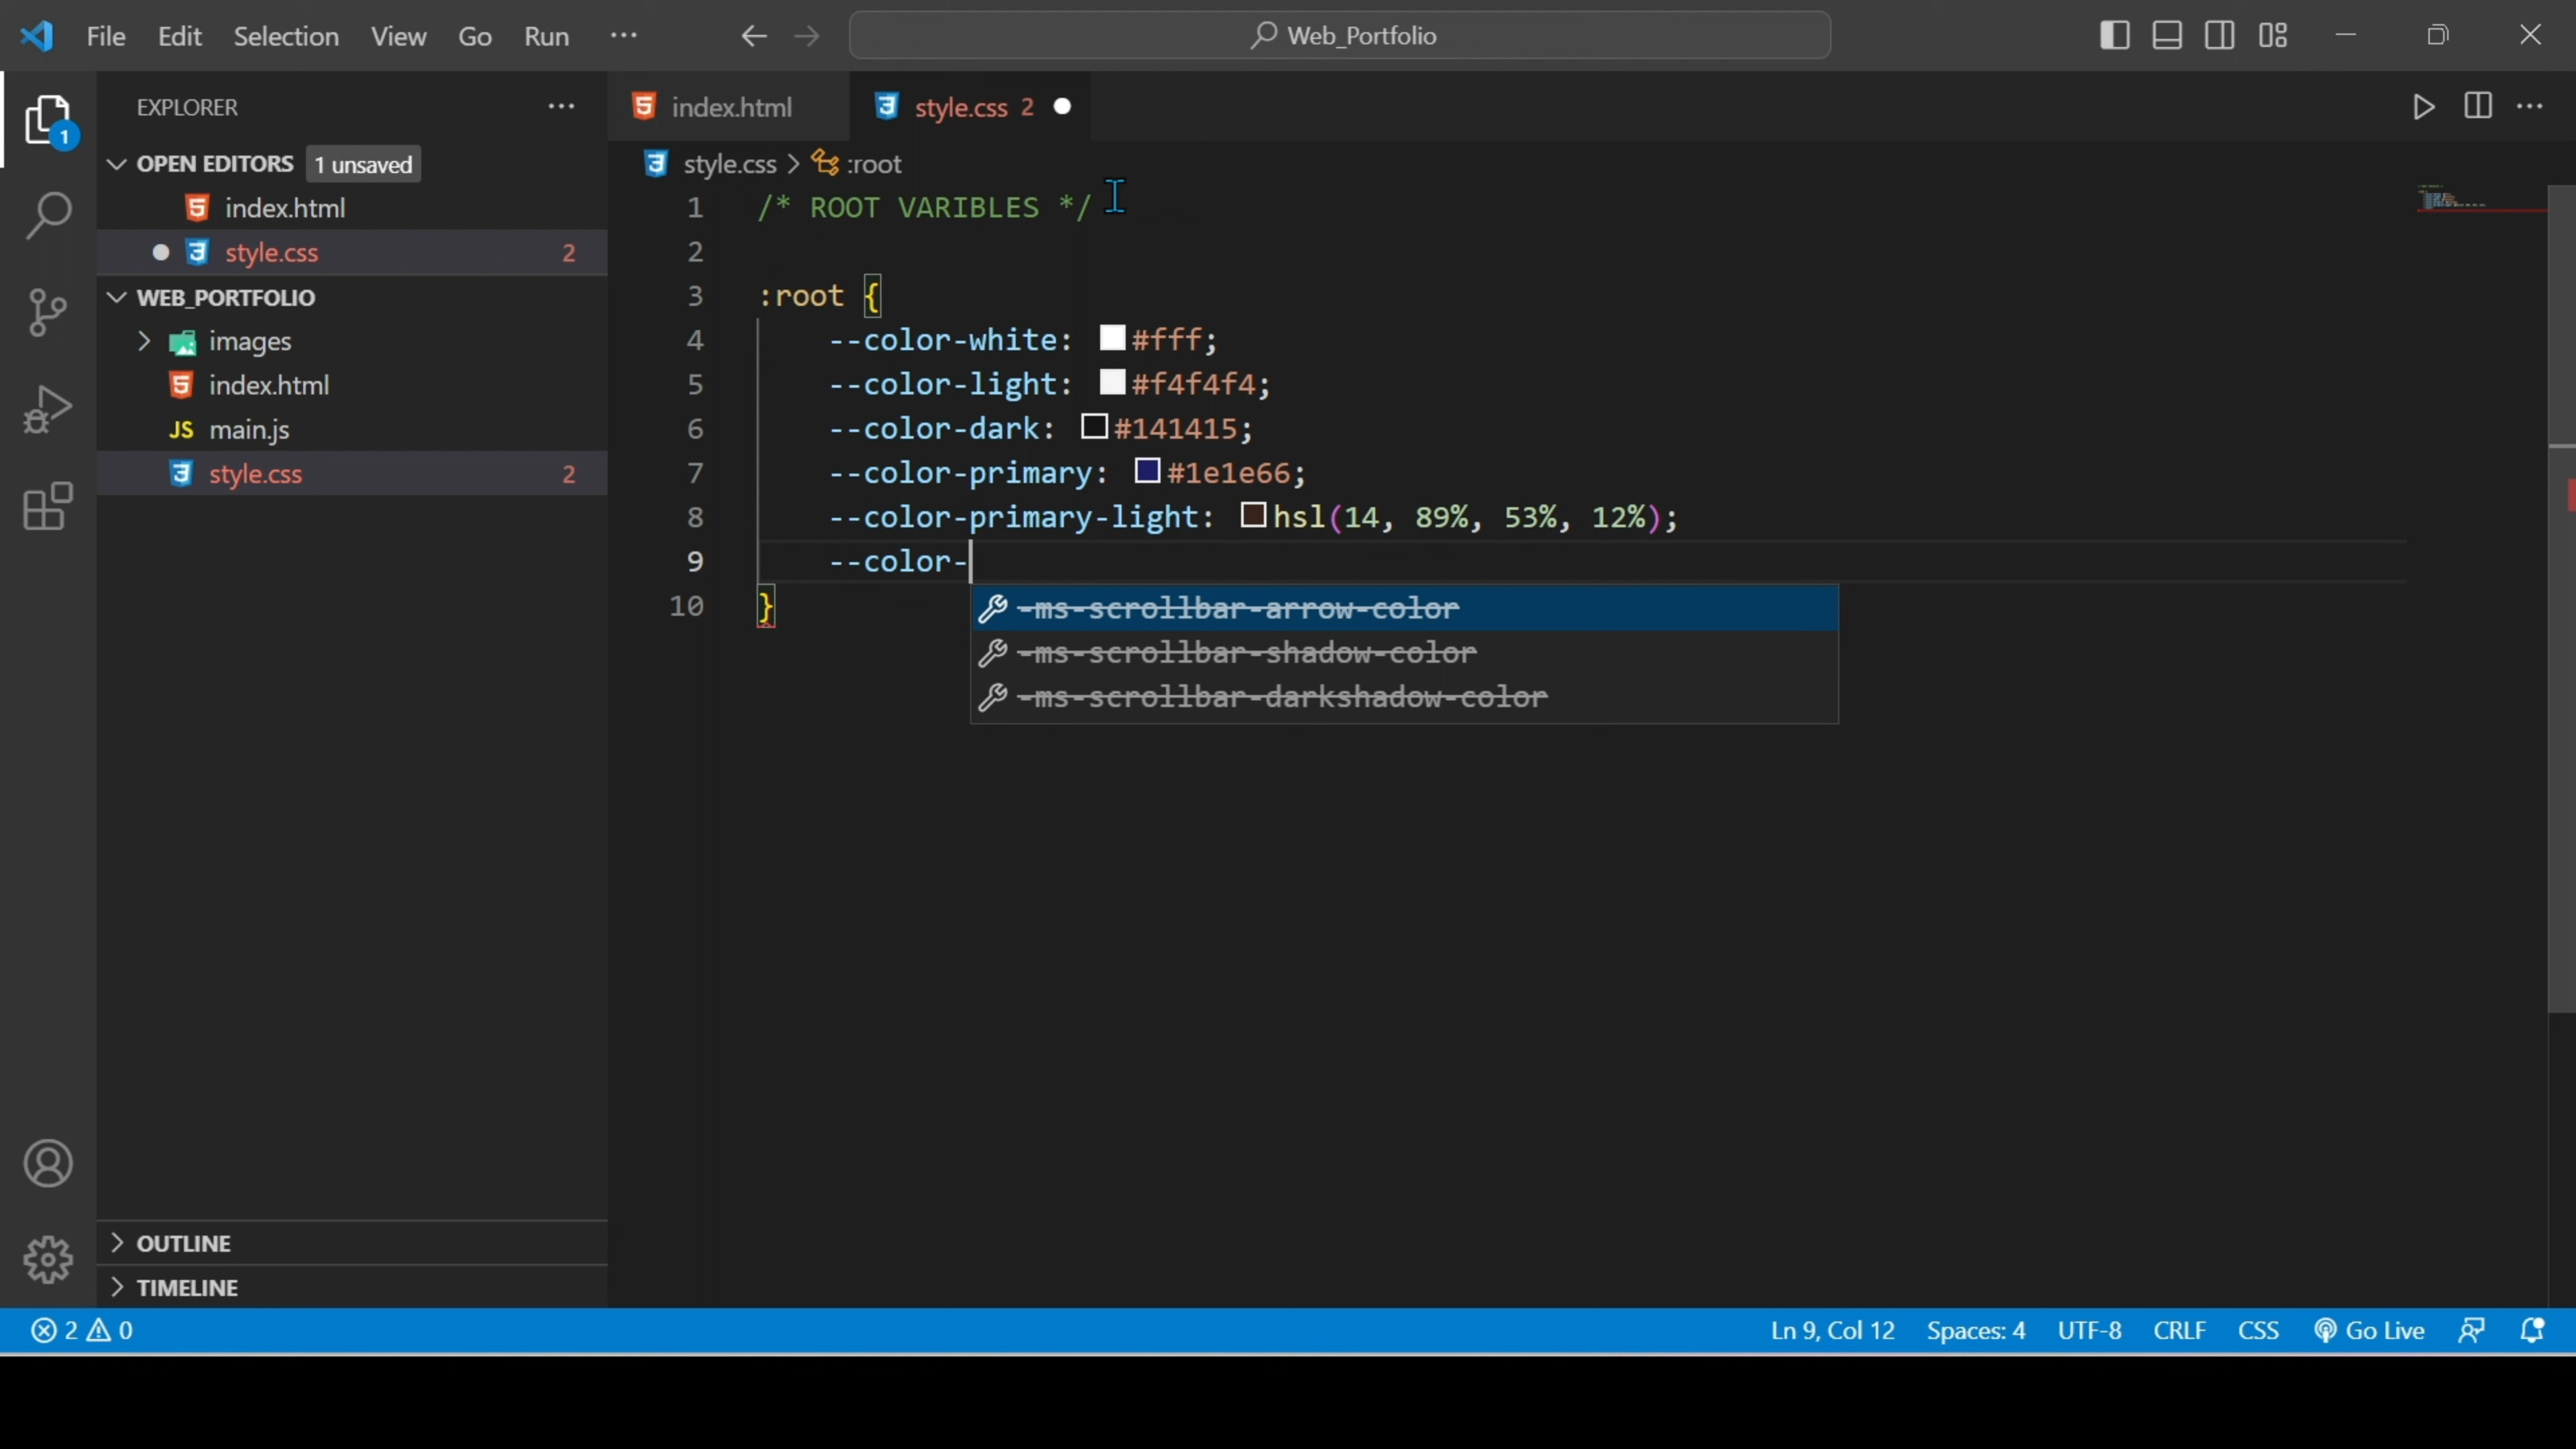 File Edit Selection View Go Run ··· Web_Portfolio
EXPLORER ···
OPEN EDITORS 1 unsaved
index.html
style.css 2
WEB_PORTFOLIO
images
index.html
JS main.js
style.css 2
OUTLINE
TIMELINE
1
index.html style.css 2
style.css > :root
1 /* ROOT VARIBLES */
2
3 :root {
4 --color-white: #fff;
5 --color-light: #f4f4f4;
6 --color-dark: #141415;
7 --color-primary: #1e1e66;
8 --color-primary-light: hsl(14, 89%, 53%, 12%);
9 --color-
10 }
-ms-scrollbar-arrow-color
-ms-scrollbar-shadow-color
-ms-scrollbar-darkshadow-color
2 0 Ln 9, Col 12 Spaces: 4 UTF-8 CRLF CSS Go Live